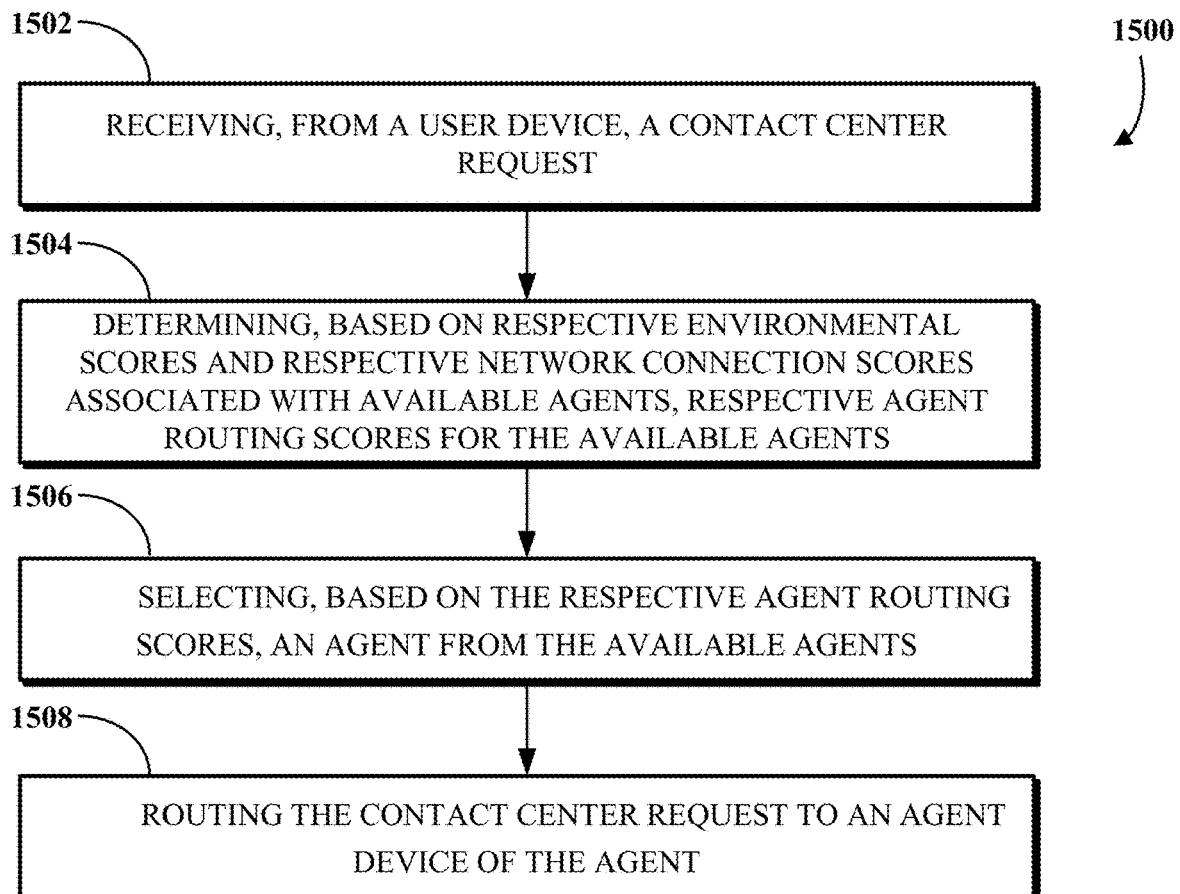 1502
1500
RECEIVING, FROM A USER DEVICE, A CONTACT CENTER
REQUEST
1504
DETERMINING, BASED ON RESPECTIVE ENVIRONMENTAL
SCORES AND RESPECTIVE NETWORK CONNECTION SCORES
ASSOCIATED WITH AVAILABLE AGENTS, RESPECTIVE AGENT
ROUTING SCORES FOR THE AVAILABLE AGENTS
1506
SELECTING, BASED ON THE RESPECTIVE AGENT ROUTING
SCORES, AN AGENT FROM THE AVAILABLE AGENTS
1508
ROUTING THE CONTACT CENTER REQUEST TO AN AGENT
DEVICE OF THE AGENT